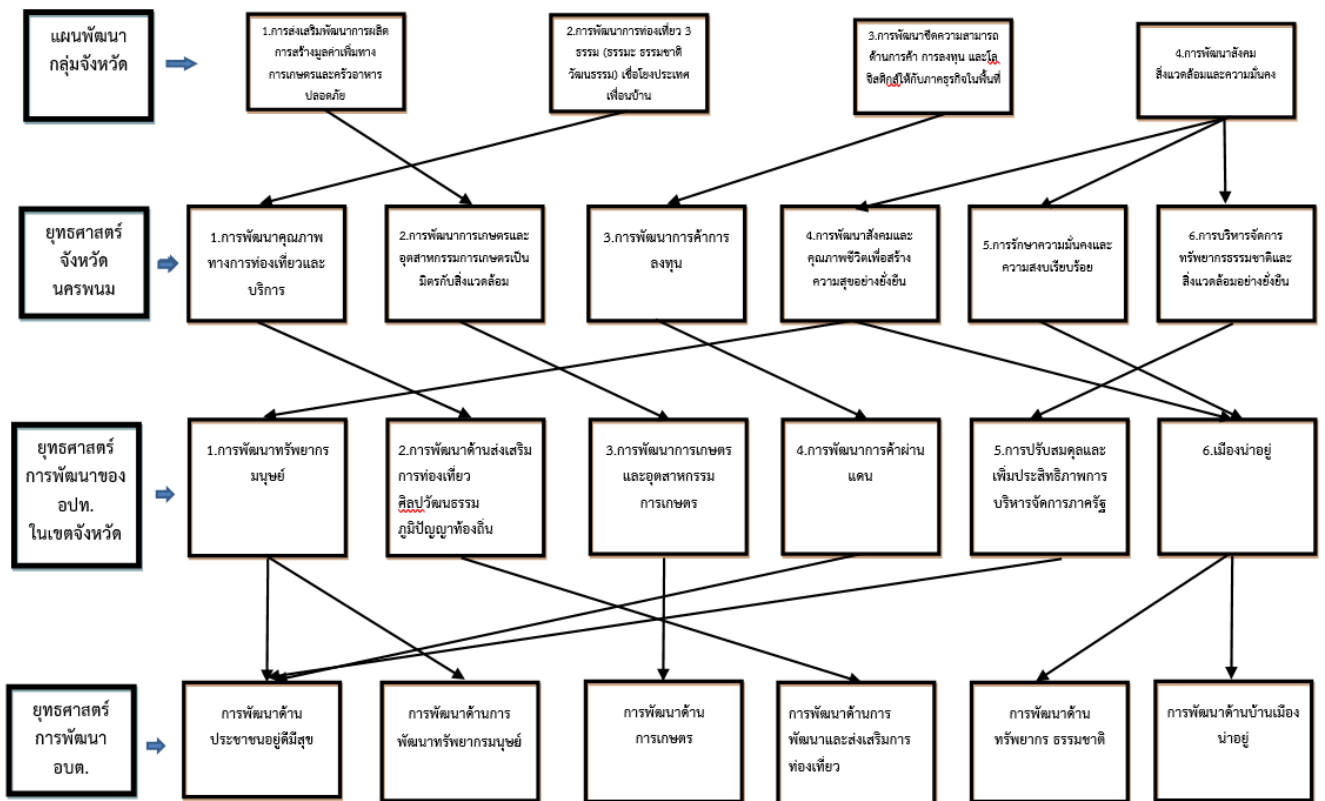 แผนพัฒนา
กลุ่มจังหวัด
1.การส่งเสริมพัฒนาการผลิต
การสร้างมูลค่าเพิ่มทาง
การเกษตรและครัวอาหาร
ปลอดภัย
2.การพัฒนาการท่องเที่ยว 3
ธรรม (ธรรมะ ธรรมชาติ
วัฒนธรรม) เชื่อโยงประเทศ
เพื่อนบ้าน
3.การพัฒนาขีดความสามารถ
ด้านการค้า การลงทุน และโล
จิสติกส์ให้กับภาคธุรกิจในพื้นที่
4.การพัฒนาสังคม
สิ่งแวดล้อมและความมั่นคง
ยุทธศาสตร์
จังหวัด
นครพนม
1.การพัฒนาคุณภาพ
ทางการท่องเที่ยวและ
บริการ
2.การพัฒนาการเกษตรและ
อุตสาหกรรมการเกษตรเป็น
มิตรกับสิ่งแวดล้อม
3.การพัฒนาการค้าการ
ลงทุน
4.การพัฒนาสังคมและ
คุณภาพชีวิตเพื่อสร้าง
ความสุขอย่างยั่งยืน
5.การรักษาความมั่นคงและ
ความสงบเรียบร้อย
6.การบริหารจัดการ
ทรัพยากรธรรมชาติและ
สิ่งแวดล้อมอย่างยั่งยืน
ยุทธศาสตร์
การพัฒนาของ
อปท.
ในเขตจังหวัด
1.การพัฒนาทรัพยากร
มนุษย์
2.การพัฒนาด้านส่งเสริม
การท่องเที่ยว
ศิลปวัฒนธรรม
ภูมิปัญญาท้องถิ่น
3.การพัฒนาการเกษตร
และอุตสาหกรรม
การเกษตร
4.การพัฒนาการค้าผ่าน
แดน
5.การปรับสมดุลและ
เพิ่มประสิทธิภาพการ
บริหารจัดการภาครัฐ
6.เมืองน่าอยู่
ยุทธศาสตร์
การพัฒนา
อบต.
การพัฒนาด้าน
ประชาชนอยู่ดีมีสุข
การพัฒนาด้านการ
พัฒนาทรัพยากรมนุษย์
การพัฒนาด้าน
การเกษตร
การพัฒนาด้านการ
พัฒนาและส่งเสริมการ
ท่องเที่ยว
การพัฒนาด้าน
ทรัพยากร ธรรมชาติ
การพัฒนาด้านบ้านเมือง
น่าอยู่